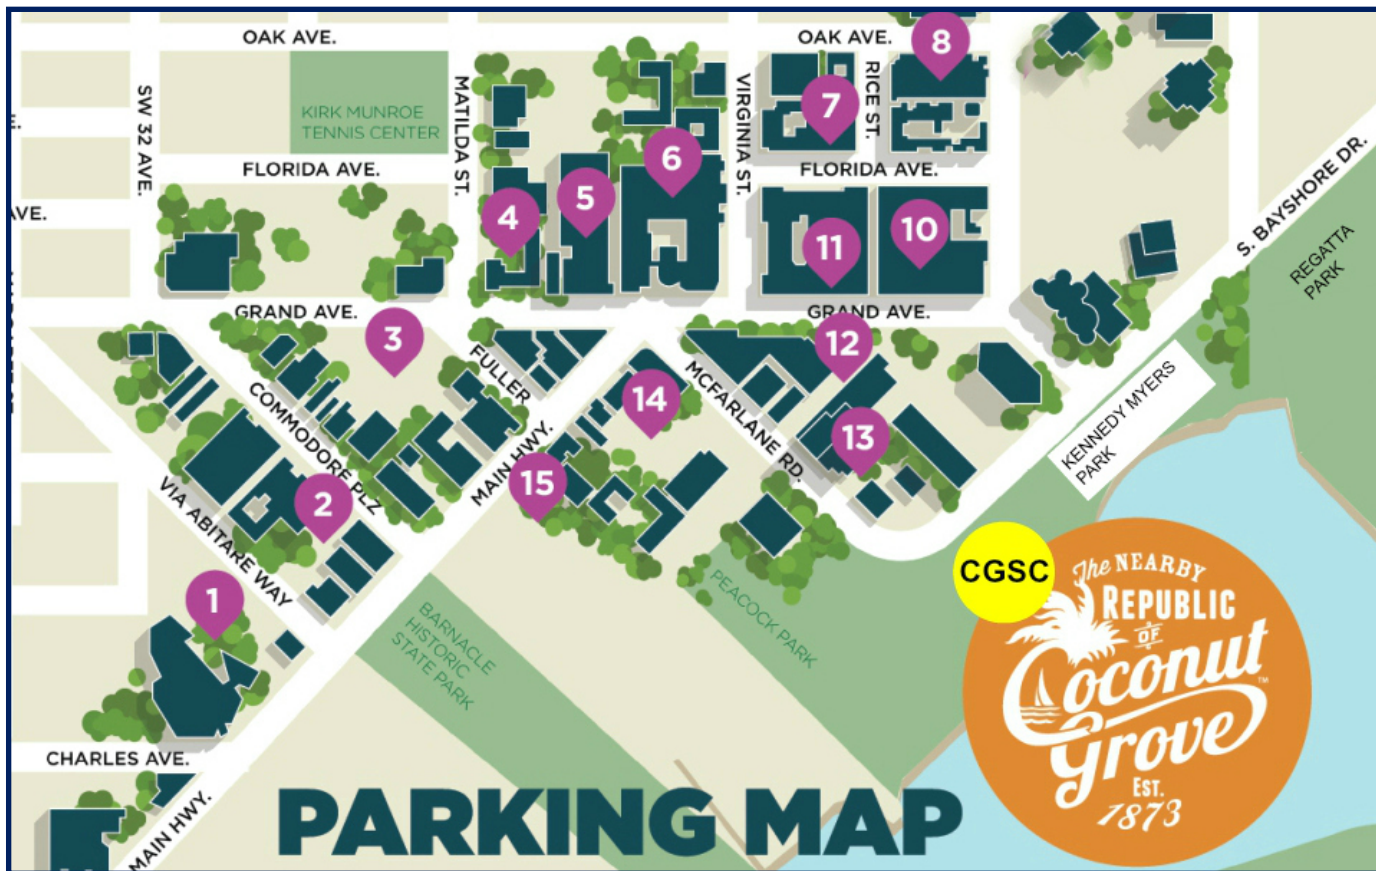 OAK AVE.
OAK AVE.
8
SW 32 AVE.
KIRK MUNROE
TENNIS CENTER
MATILDA ST.
VIRGINIA ST.
7
RICE ST.
6
FLORIDA AVE.
FLORIDA AVE.
S. BAYSHORE DR.
5
4
AVE.
11
10
REGATTA
PARK
GRAND AVE.
GRAND AVE.
3
12
FULLER
COMMODORE PLZ
MAIN HWY.
14
MCFARLANE RD.
13
KENNEDY MYERS
PARK
15
2
VIA ABITARE WAY
1
BARNACLE
HISTORIC
STATE PARK
PEACOCK PARK
CGSC
The NEARBY
REPUBLIC
OF
Coconut
Grove
TM
EST.
1873
CHARLES AVE.
MAIN HWY.
PARKING MAP